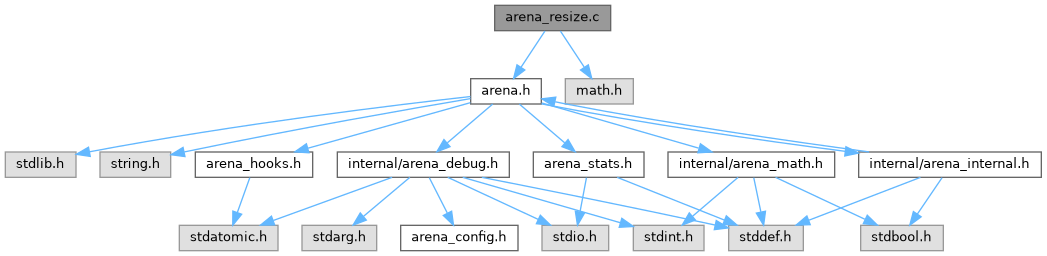 arena_resize.c
arena.h
math.h
stdlib.h
string.h
arena_hooks.h
internal/arena_debug.h
arena_stats.h
internal/arena_math.h
internal/arena_internal.h
stdatomic.h
stdarg.h
arena_config.h
stdio.h
stdint.h
stddef.h
stdbool.h